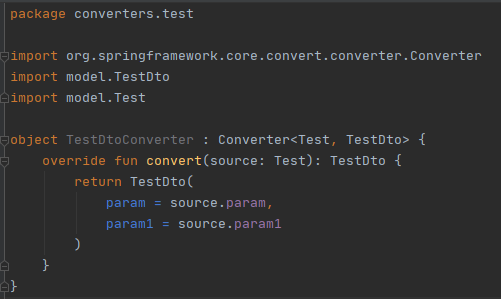 package converters.test
import org.springframework.core.convert.converter.Converter
import model.TestDto
import model.Test
object TestDtoConverter : Converter<Test, TestDto> {
override fun convert(source: Test): TestDto {
return TestDto(
param = source.param,
param1 = source.param1
)
}
}